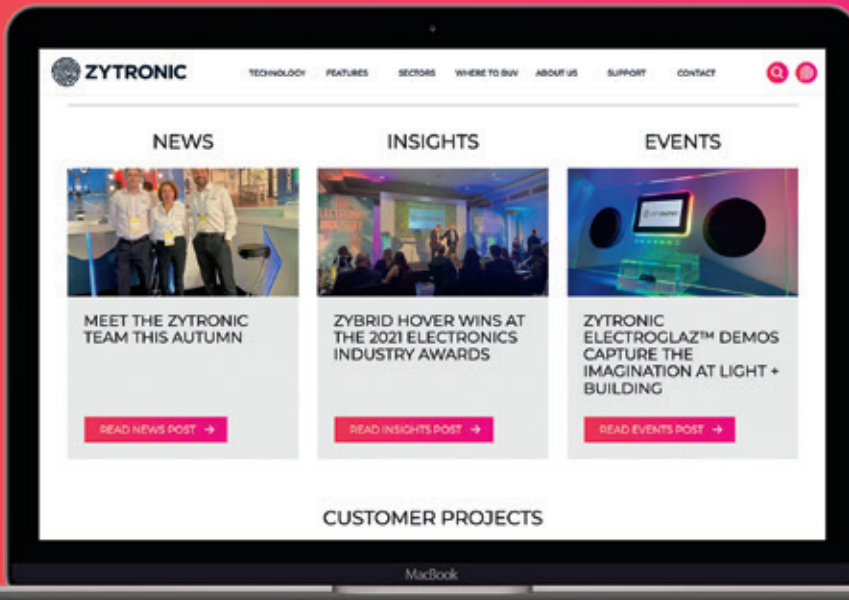 ZYTRONIC
TECHNOLOGY FEATURES SECTORS WHERE TO BUY ABOUT US SUPPORT CONTACT
NEWS
MEET THE ZYTRONIC
TEAM THIS AUTUMN
READ NEWS POST →
INSIGHTS
ZYBRID HOVER WINS AT
THE 2021 ELECTRONICS
INDUSTRY AWARDS
READ INSIGHTS POST →
EVENTS
ZYTRONIC
ELECTROGLAZ™ DEMOS
CAPTURE THE
IMAGINATION AT LIGHT +
BUILDING
READ EVENTS POST →
CUSTOMER PROJECTS
MacBook